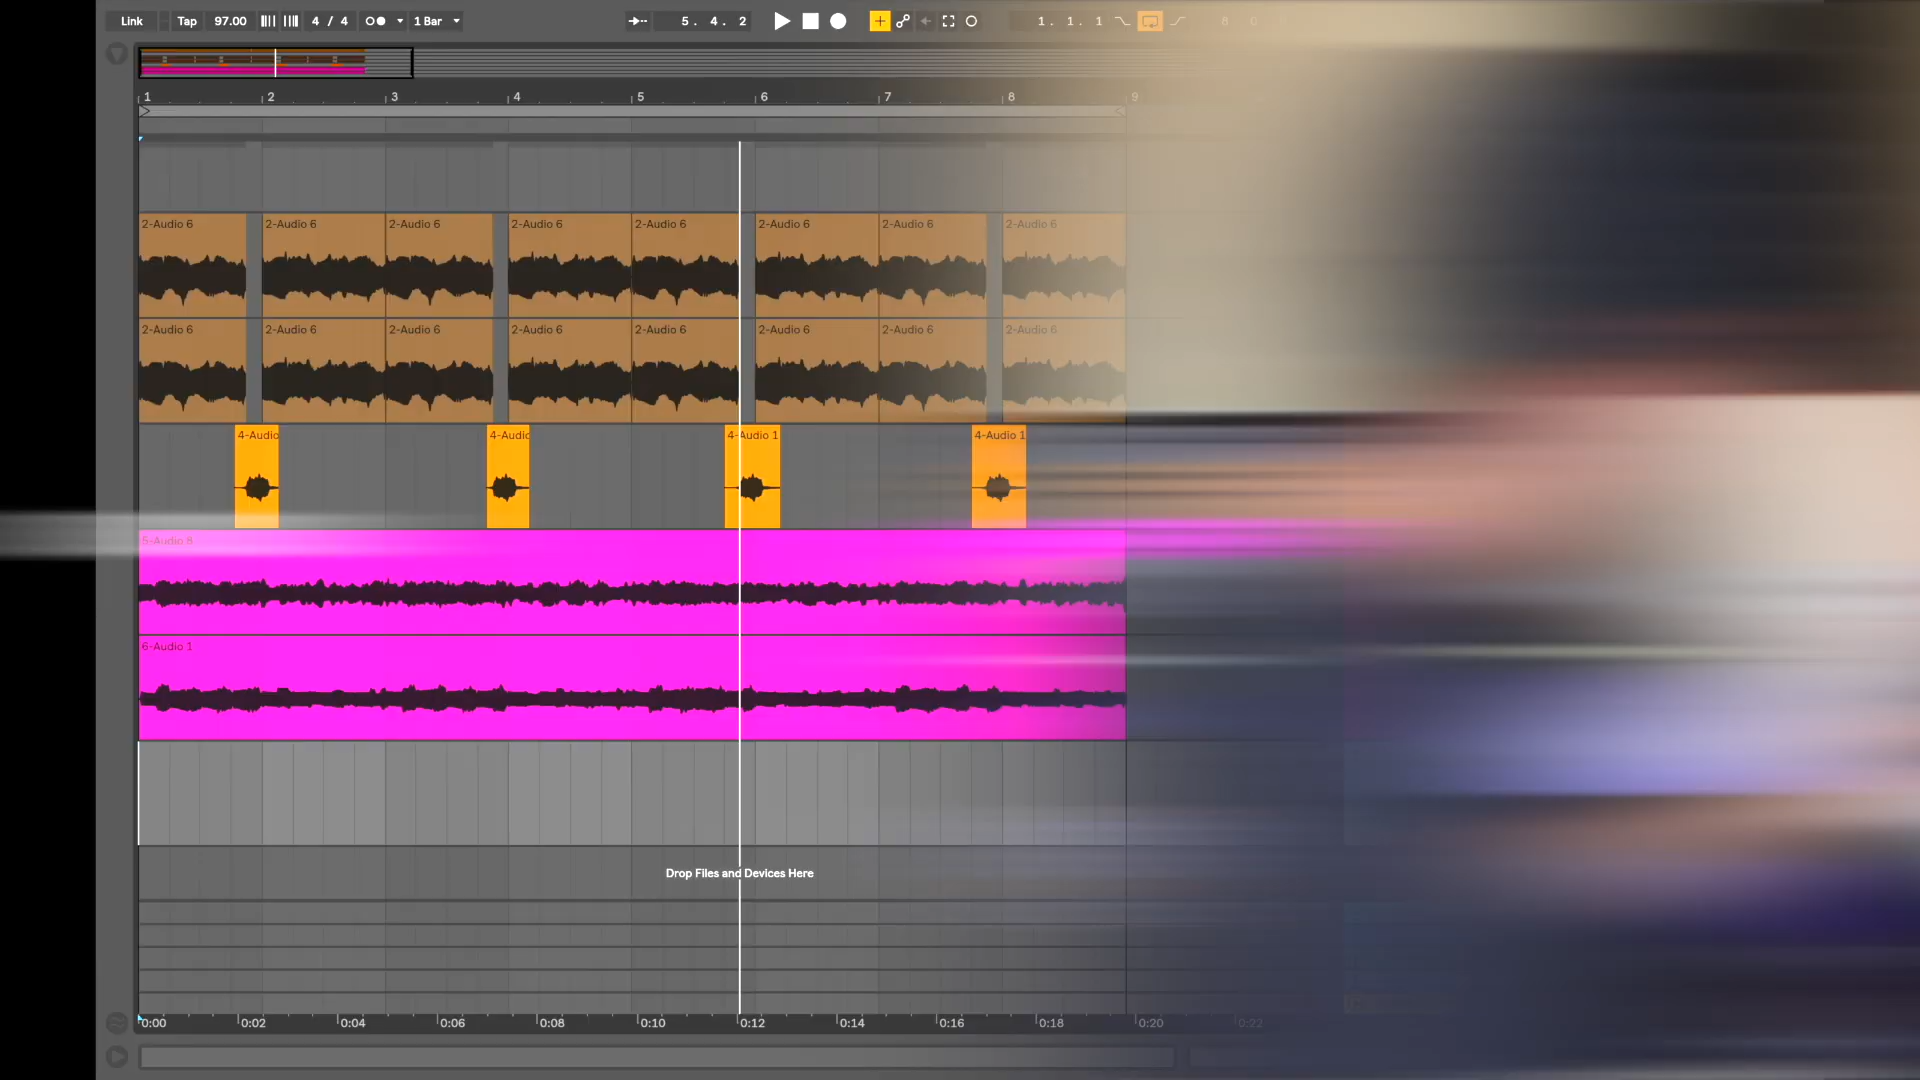 Link Tap 97.00 4 / 4 1 Bar 5. 4. 2 1. 1. 1 8 0
1 2 3 4 5 6 7 8 9
2-Audio 6 2-Audio 6 2-Audio 6 2-Audio 6 2-Audio 6 2-Audio 6 2-Audio 6 2-Audio 6
2-Audio 6 2-Audio 6 2-Audio 6 2-Audio 6 2-Audio 6 2-Audio 6 2-Audio 6 2-Audio 6
4-Audio 4-Audio 4-Audio 1 4-Audio 1
5-Audio 8
6-Audio 1
Drop Files and Devices Here
0:00 0:02 0:04 0:06 0:08 0:10 0:12 0:14 0:16 0:18 0:20 0:22